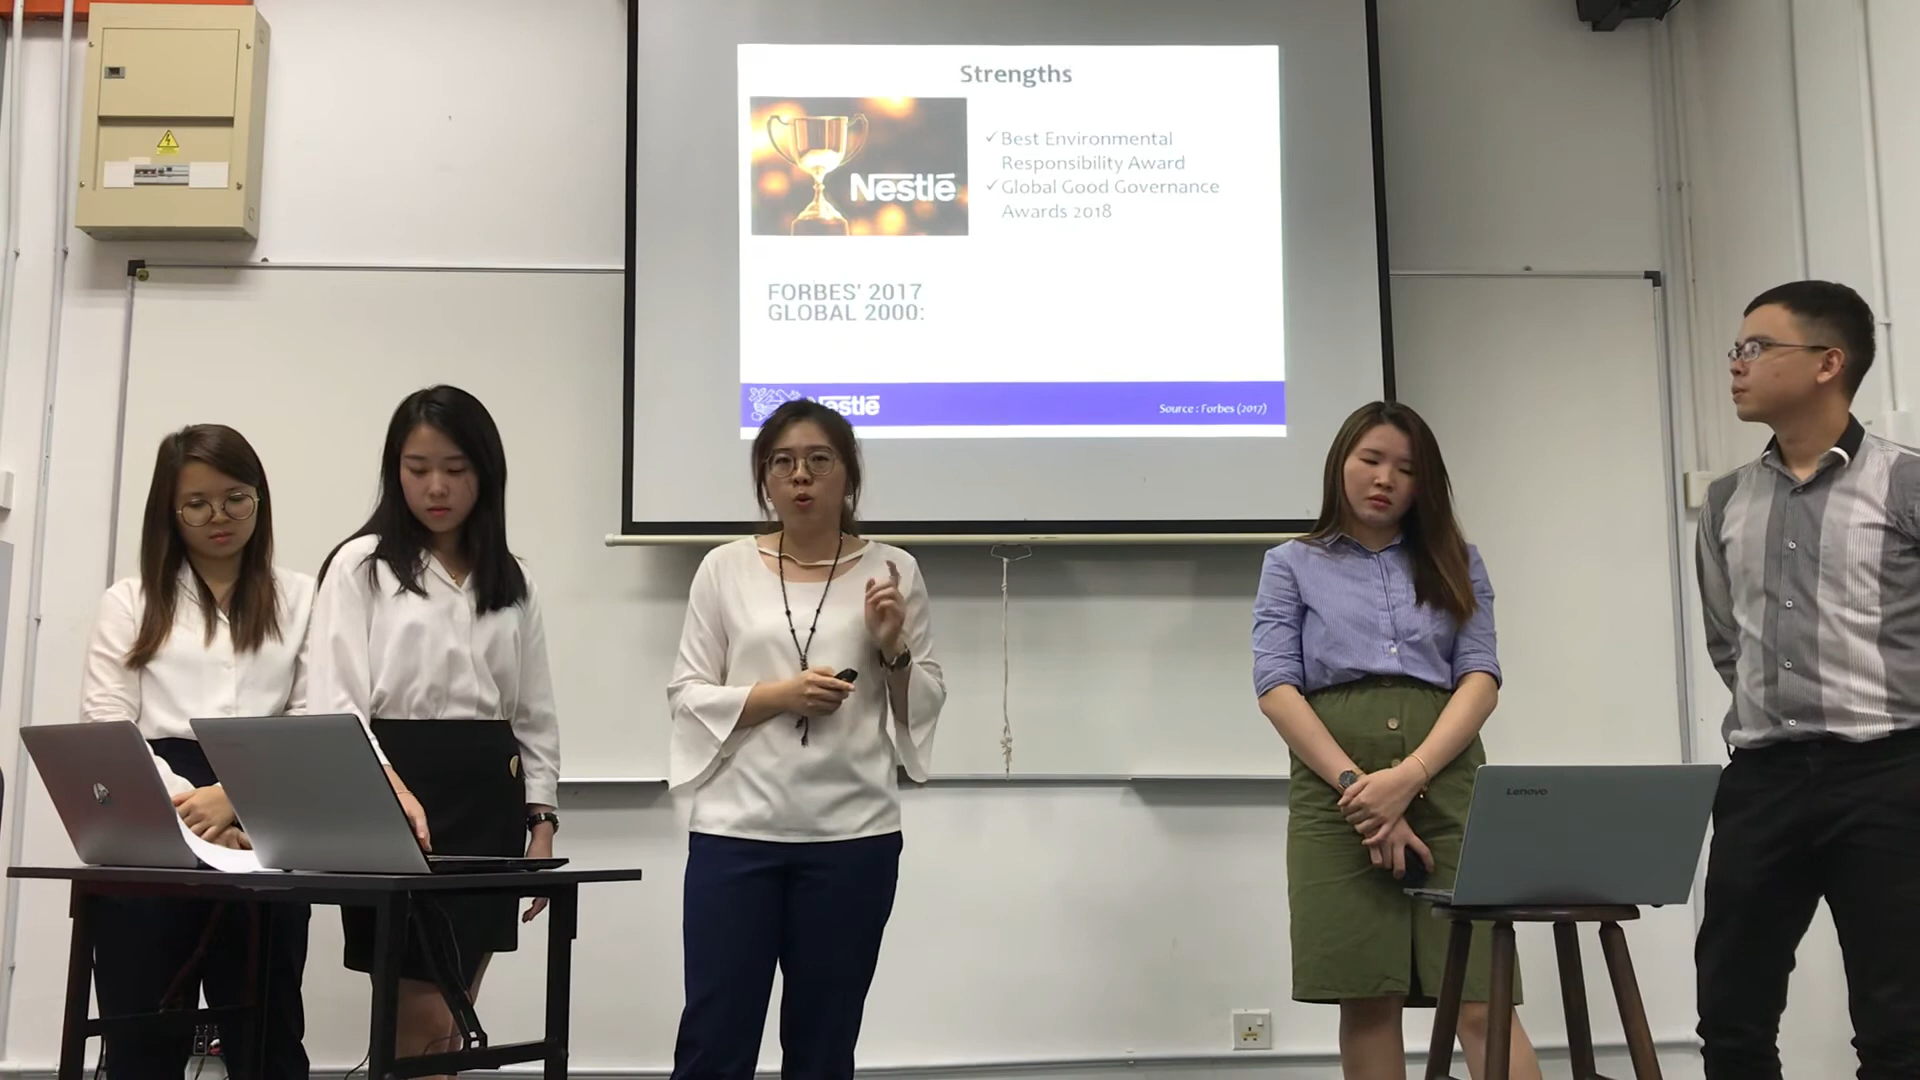 Strengths
Nestlé
✓ Best Environmental
Responsibility Award
✓ Global Good Governance
Awards 2018
FORBES' 2017
GLOBAL 2000:
Nestlé
Source : Forbes (2017)
Lenovo